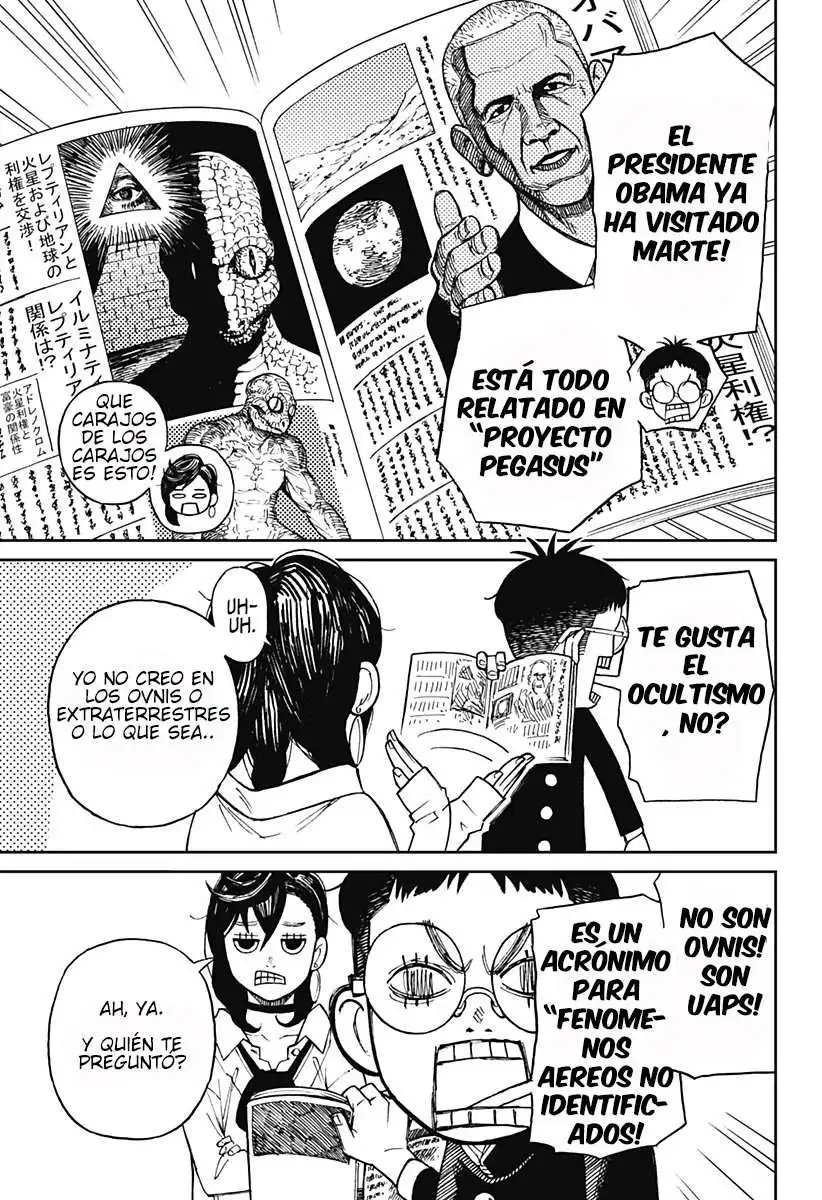 オバマ
EL
PRESIDENTE
OBAMA YA
HA VISITADO
MARTE!
火星利権!?
ESTÁ TODO
RELATADO EN
"PROYECTO
PEGASUS"
レプティリアンと
火星および地球の
利権を交渉!
イルミナティ
レプティリアン
関係は!?
アドレノクロム
火星利権と
富豪の関係性
QUE
CARAJOS
DE LOS
CARAJOS
ES ESTO!
TE GUSTA
EL
OCULTISMO
, NO?
UH-
UH.
YO NO CREO EN
LOS OVNIS O
EXTRATERRESTRES
O LO QUE SEA..
NO SON
OVNIS!
SON
UAPS!
ES UN
ACRÓNIMO
PARA
"FENOME-
NOS
AEREOS NO
IDENTIFIC-
ADOS!
AH, YA.
Y QUIÉN TE
PREGUNTÓ?